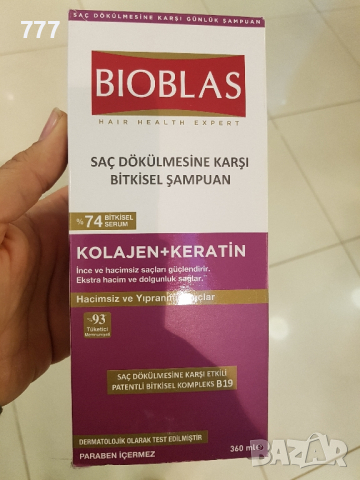 777
SAÇ DÖKÜLMESİNE KARŞI GÜNLÜK ŞAMPUAN
BIOBLAS
HAIR HEALTH EXPERT
SAÇ DÖKÜLMESİNE KARŞI
BİTKİSEL ŞAMPUAN
%74 BİTKİSEL
SERUM
KOLAJEN+KERATİN
İnce ve hacimsiz saçları güçlendirir.
Ekstra hacim ve dolgunluk sağlar.
Hacimsiz ve Yıpranmış Saçlar
%93
Tüketici
Memnuniyeti
SAÇ DÖKÜLMESİNE KARŞI ETKİLİ
PATENTLİ BİTKİSEL KOMPLEKS B19
DERMATOLOJİK OLARAK TEST EDİLMİŞTİR
PARABEN İÇERMEZ
360 ml
BAZAR